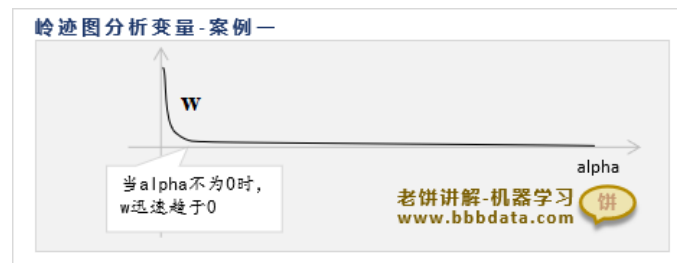 岭迹图分析变量-案例一
w
alpha
当alpha不为0时，
w迅速趋于0
老饼讲解-机器学习
www.bbbdata.com
饼